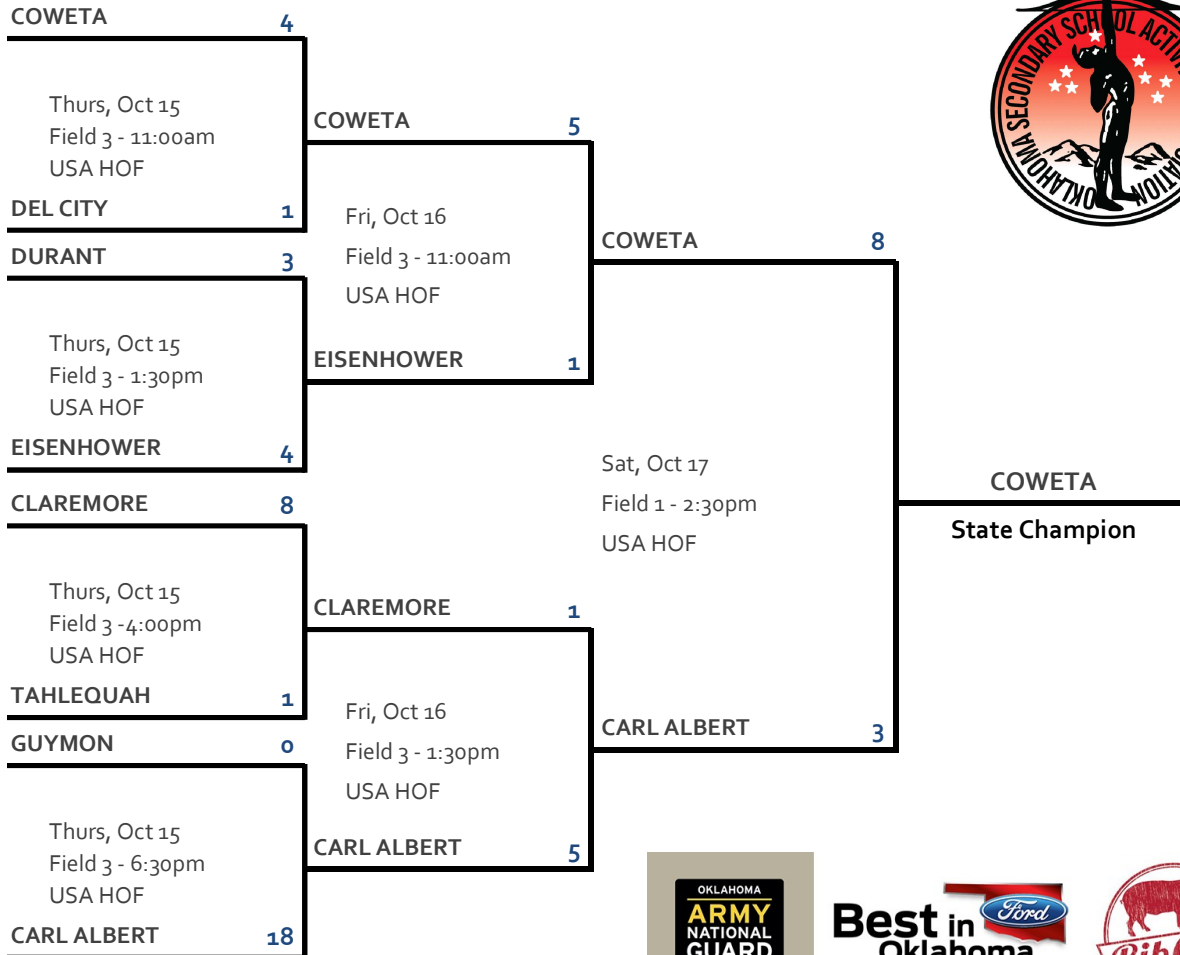 COWETA 4
Thurs, Oct 15
Field 3 - 11:00am
USA HOF
DEL CITY 1
DURANT 3
Thurs, Oct 15
Field 3 - 1:30pm
USA HOF
EISENHOWER 4
CLAREMORE 8
Thurs, Oct 15
Field 3 -4:00pm
USA HOF
TAHLEQUAH 1
GUYMON 0
Thurs, Oct 15
Field 3 - 6:30pm
USA HOF
CARL ALBERT 18
COWETA 5
Fri, Oct 16
Field 3 - 11:00am
USA HOF
EISENHOWER 1
CLAREMORE 1
Fri, Oct 16
Field 3 - 1:30pm
USA HOF
CARL ALBERT 5
COWETA 8
Sat, Oct 17
Field 1 - 2:30pm
USA HOF
CARL ALBERT 3
COWETA
State Champion
OKLAHOMA SECONDARY SCHOOL
OKLAHOMA
ARMY
NATIONAL
GUARD
Best in
Ford
Oklahoma